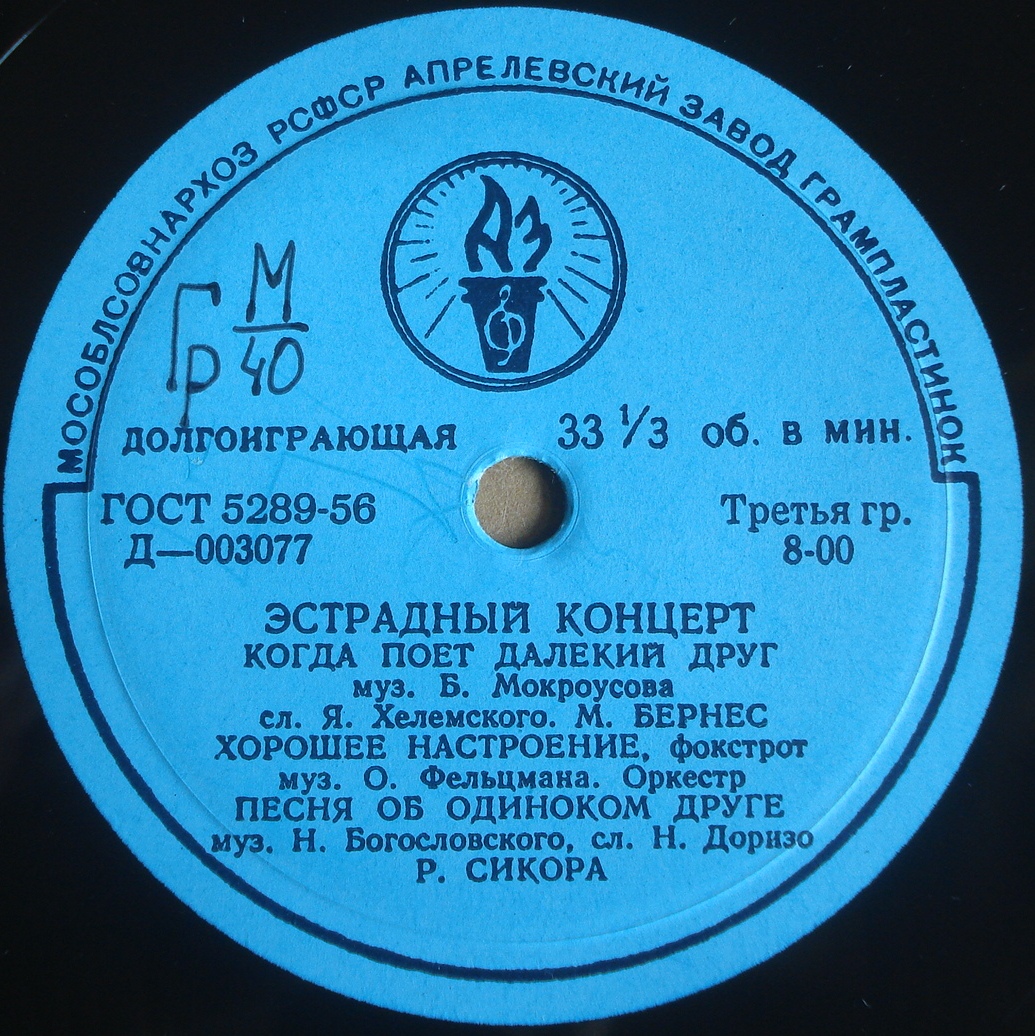 МОСОБЛСОВНАРХОЗ РСФСР АПРЕЛЕВСКИЙ ЗАВОД ГРАМПЛАСТИНОК
АЗ
Гр М/40
ДОЛГОИГРАЮЩАЯ 33 1/3 об. в мин.
ГОСТ 5289-56 Третья гр.
Д—003077 8-00
ЭСТРАДНЫЙ КОНЦЕРТ
КОГДА ПОЕТ ДАЛЕКИЙ ДРУГ
муз. Б. Мокроусова
сл. Я. Хелемского. М. БЕРНЕС
ХОРОШЕЕ НАСТРОЕНИЕ, фокстрот
муз. О. Фельцмана. Оркестр
ПЕСНЯ ОБ ОДИНОКОМ ДРУГЕ
муз. Н. Богословского, сл. Н. Доризо
Р. СИКОРА